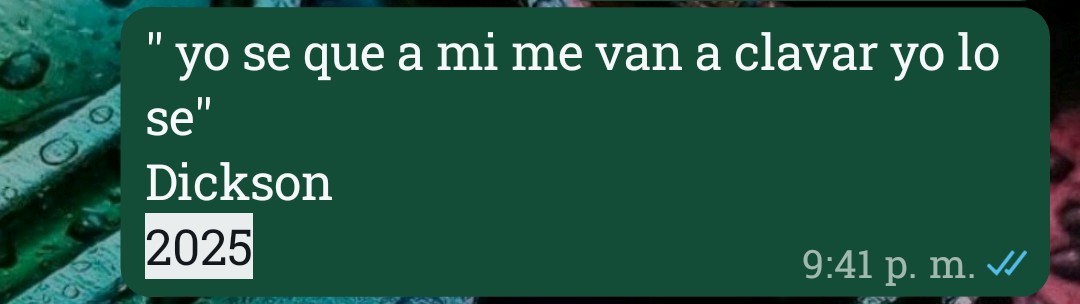 " yo se que a mi me van a clavar yo lo
se"
Dickson
2025
9:41 p. m.